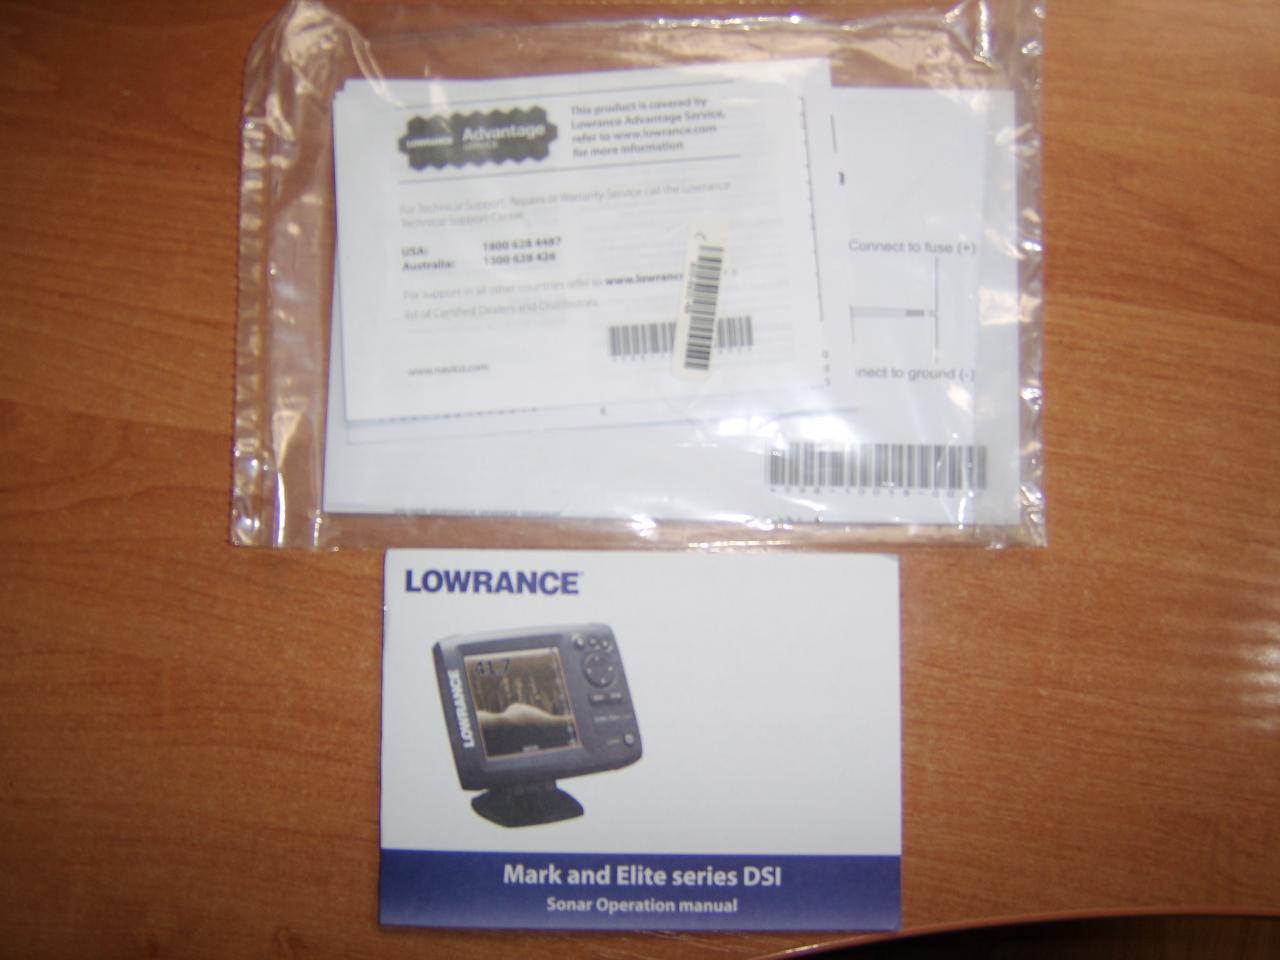 LOWRANCE Advantage
This product is covered by
Lowrance Advantage Service,
refer to www.lowrance.com
for more information
For Technical Support, Repairs or Warranty Service call the Lowrance
Technical Support Center.
USA: 1800 628 4487
Australia: 1300 628 426
For support in all other countries refer to www.lowrance
list of Certified Dealers and Distributors.
www.navico.com
Connect to fuse (+)
nnect to ground (-)
LOWRANCE
41.7
LOWRANCE
Mark and Elite series DSI
Sonar Operation manual